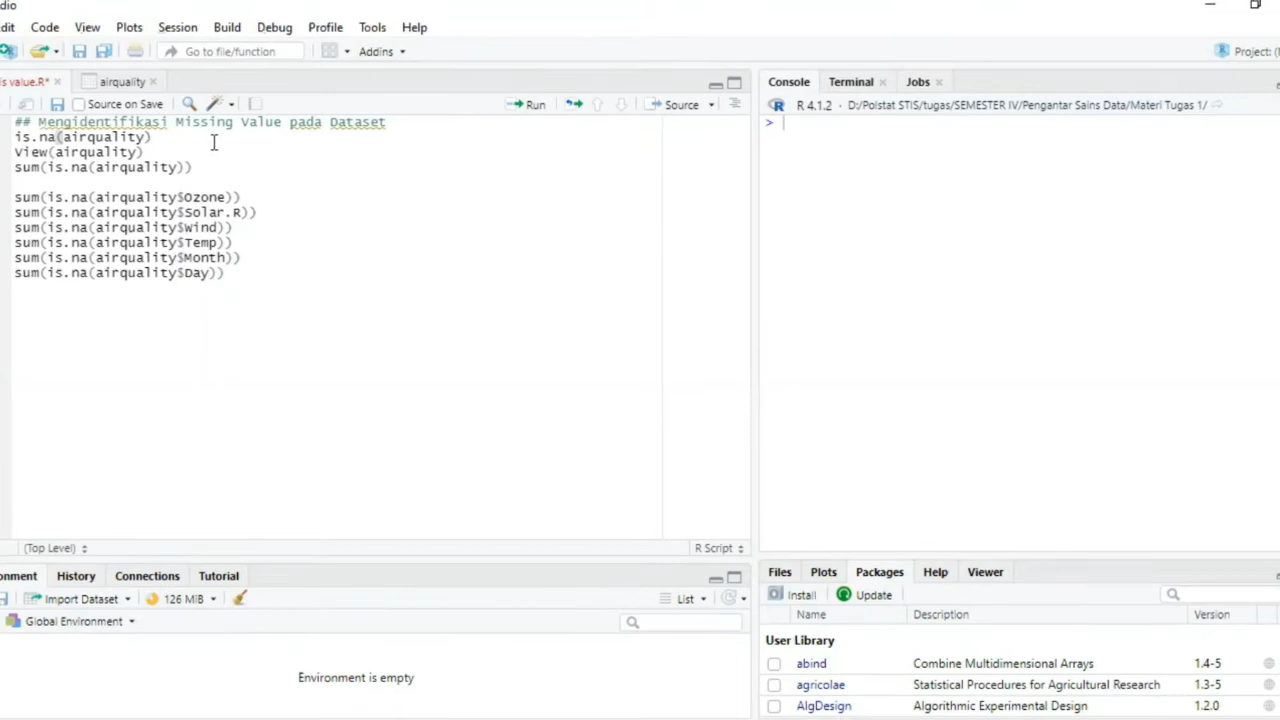 dio
dit Code View Plots Session Build Debug Profile Tools Help
Go to file/function Addins Project: (
is value.R* airquality
Source on Save Run Source
## Mengidentifikasi Missing Value pada Dataset
is.na(airquality)
View(airquality)
sum(is.na(airquality))
sum(is.na(airquality$Ozone))
sum(is.na(airquality$Solar.R))
sum(is.na(airquality$Wind))
sum(is.na(airquality$Temp))
sum(is.na(airquality$Month))
sum(is.na(airquality$Day))
(Top Level) R Script
Console Terminal Jobs
R 4.1.2 · D:/Polstat STIS/tugas/SEMESTER IV/Pengantar Sains Data/Materi Tugas 1/
>
onment History Connections Tutorial
Import Dataset 126 MiB List
Global Environment
Environment is empty
Files Plots Packages Help Viewer
Install Update
Name Description Version
User Library
abind Combine Multidimensional Arrays 1.4-5
agricolae Statistical Procedures for Agricultural Research 1.3-5
AlgDesign Algorithmic Experimental Design 1.2.0